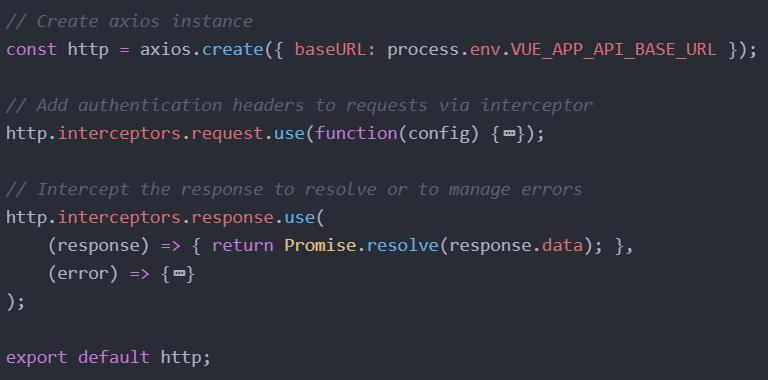 // Create axios instance
const http = axios.create({ baseURL: process.env.VUE_APP_API_BASE_URL });
// Add authentication headers to requests via interceptor
http.interceptors.request.use(function(config) {⋯});
// Intercept the response to resolve or to manage errors
http.interceptors.response.use(
    (response) => { return Promise.resolve(response.data); },
    (error) => {⋯}
);
export default http;